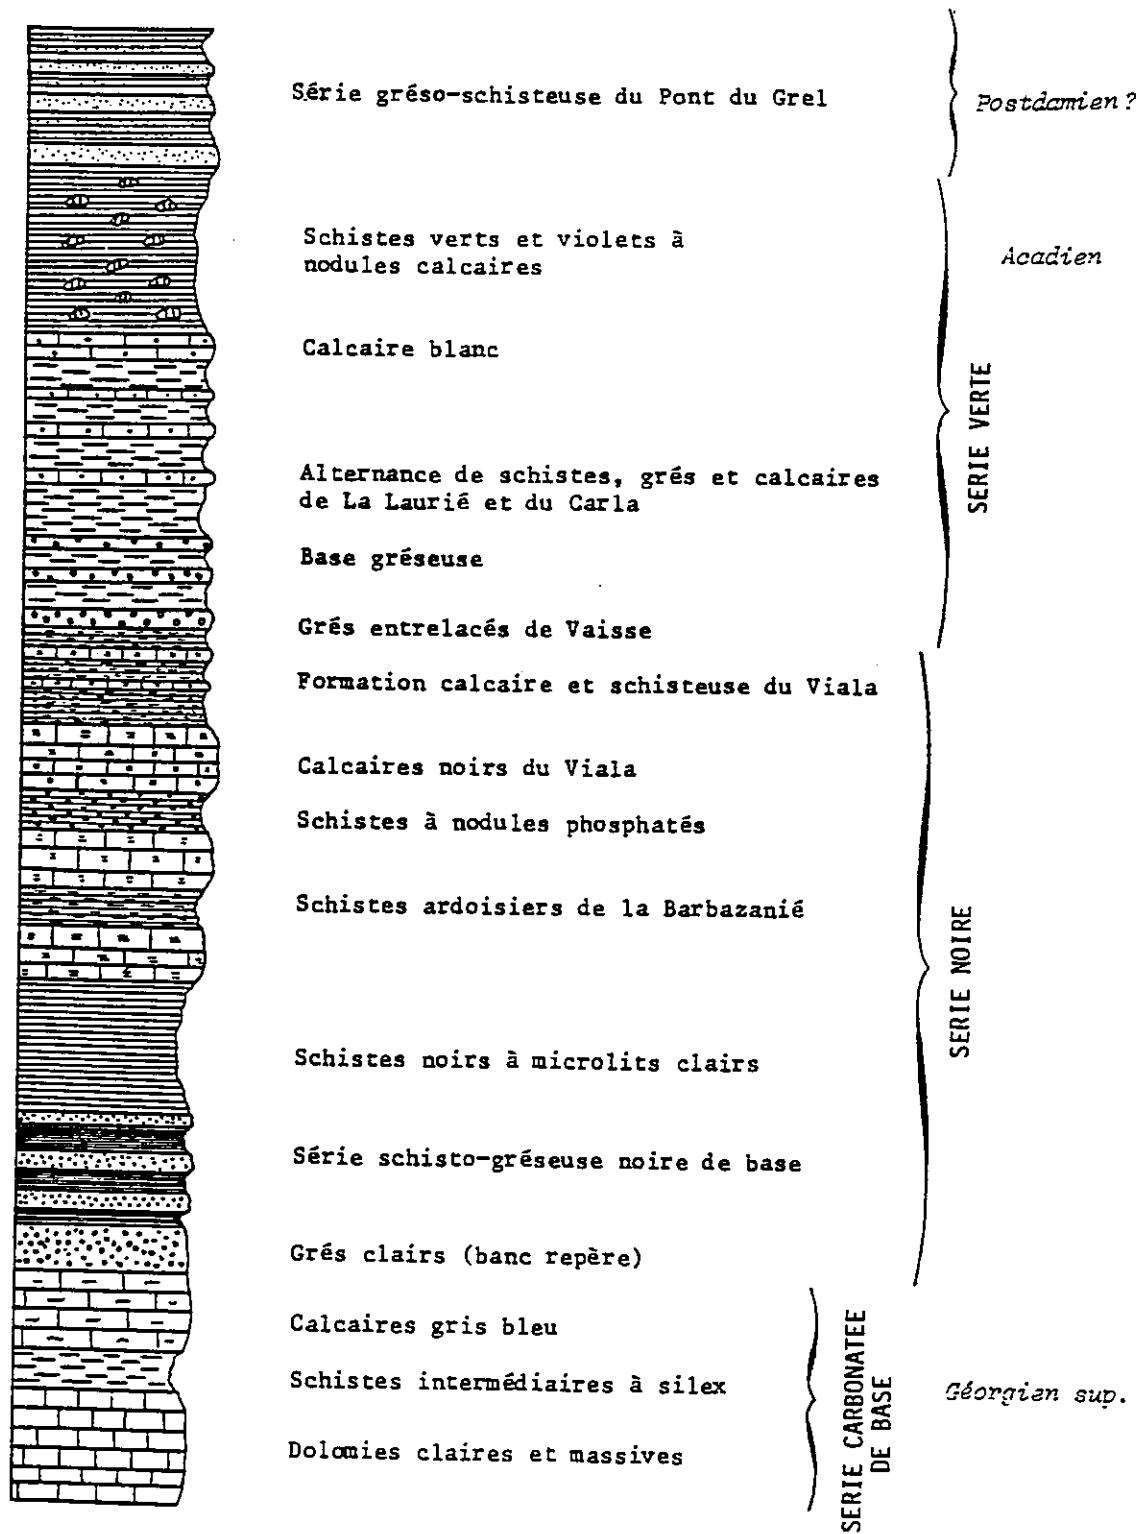 Série gréso-schisteuse du Pont du Grel
Postdamien ?
Schistes verts et violets à
nodules calcaires
Acadien
Calcaire blanc
SERIE VERTE
Alternance de schistes, grés et calcaires
de La Laurié et du Carla
Base gréseuse
Grés entrelacés de Vaisse
Formation calcaire et schisteuse du Viala
Calcaires noirs du Viala
Schistes à nodules phosphatés
Schistes ardoisiers de la Barbazanié
SERIE NOIRE
Schistes noirs à microlits clairs
Série schisto-gréseuse noire de base
Grés clairs (banc repère)
Calcaires gris bleu
Schistes intermédiaires à silex
Dolomies claires et massives
SERIE CARBONATEE
DE BASE
Géorgien sup.